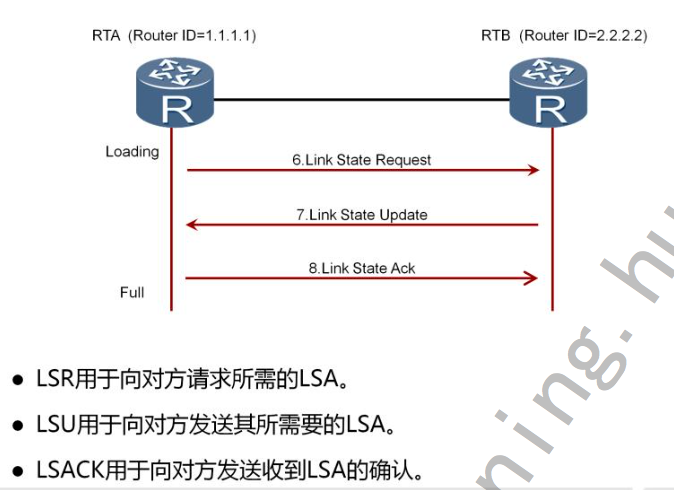 RTA (Router ID=1.1.1.1)
RTB (Router ID=2.2.2.2)
R
R
Loading
6.Link State Request
7.Link State Update
8.Link State Ack
Full
● LSR用于向对方请求所需的LSA。
● LSU用于向对方发送其所需要的LSA。
● LSACK用于向对方发送收到LSA的确认。
ning.hu